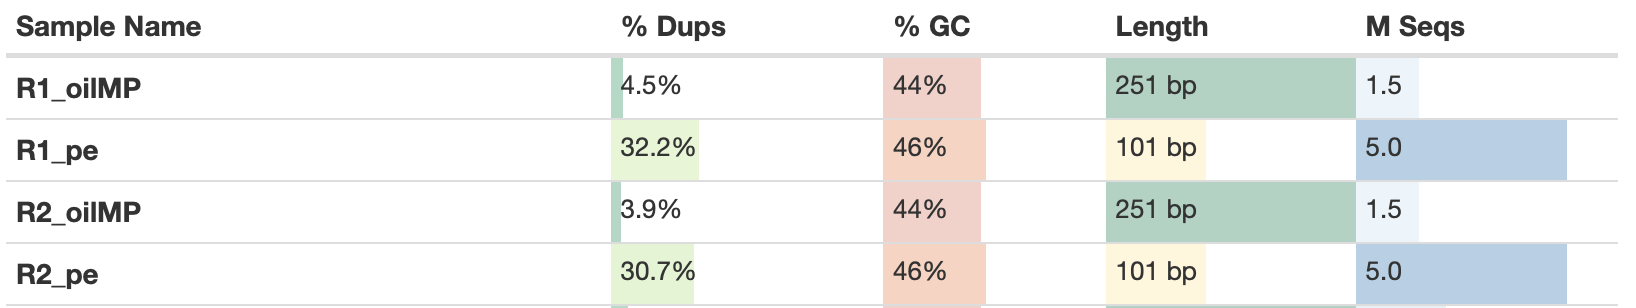 Sample Name % Dups % GC Length M Seqs
R1_oilMP 4.5% 44% 251 bp 1.5
R1_pe 32.2% 46% 101 bp 5.0
R2_oilMP 3.9% 44% 251 bp 1.5
R2_pe 30.7% 46% 101 bp 5.0